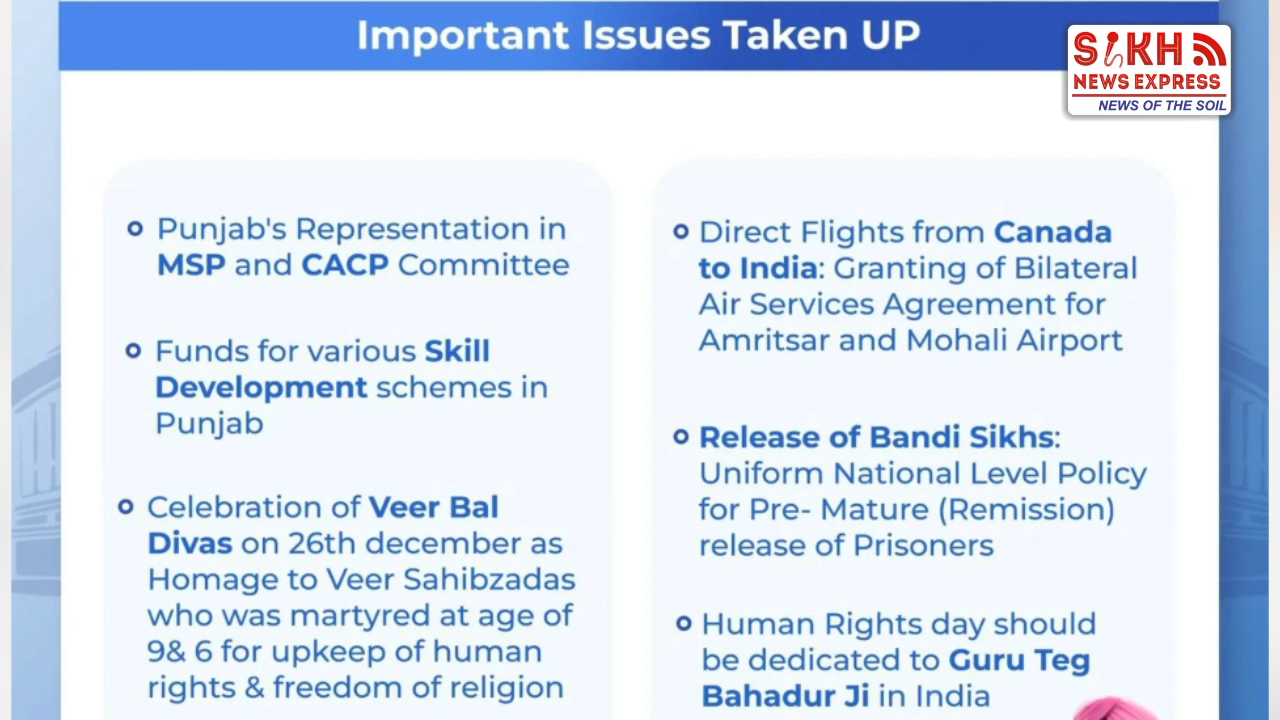 Important Issues Taken UP
SikH
NEWS EXPRESS
NEWS OF THE SOIL
Punjab's Representation in
MSP and CACP Committee
Funds for various Skill
Development schemes in
Punjab
Celebration of Veer Bal
Divas on 26th december as
Homage to Veer Sahibzadas
who was martyred at age of
9& 6 for upkeep of human
rights & freedom of religion
Direct Flights from Canada
to India: Granting of Bilateral
Air Services Agreement for
Amritsar and Mohali Airport
Release of Bandi Sikhs:
Uniform National Level Policy
for Pre- Mature (Remission)
release of Prisoners
Human Rights day should
be dedicated to Guru Teg
Bahadur Ji in India